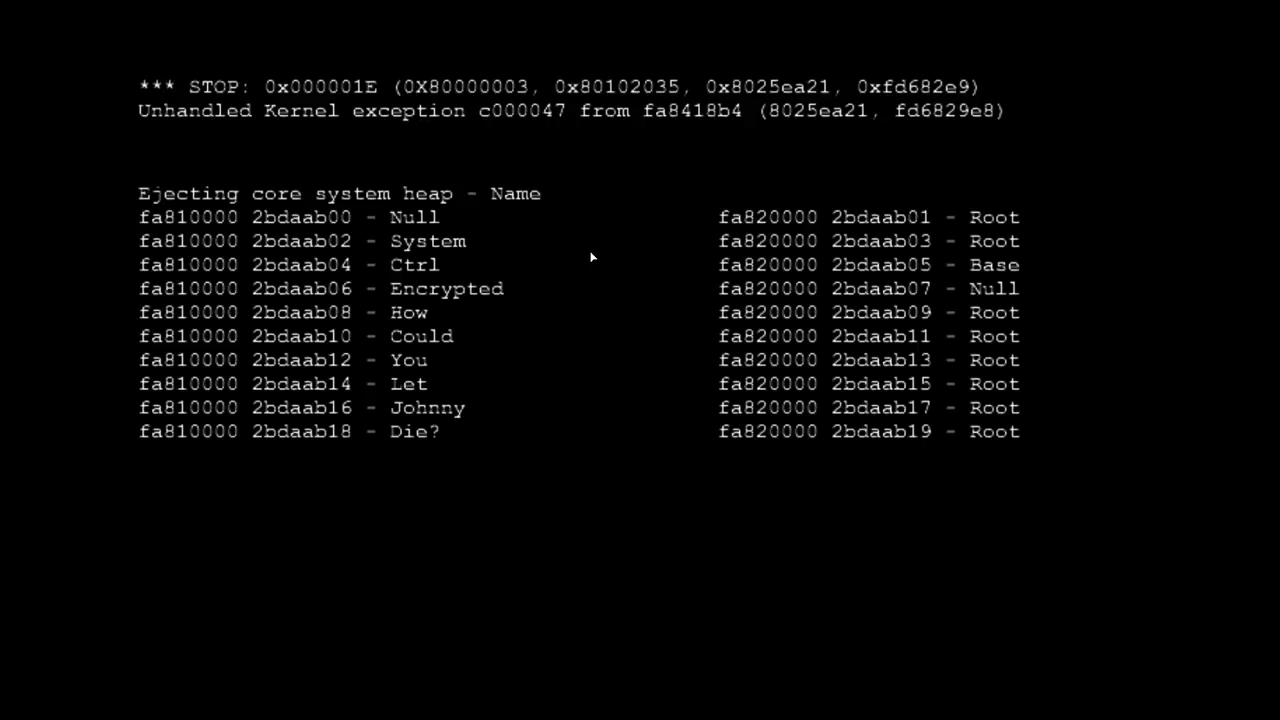 *** STOP: 0x000001E (0X80000003, 0x80102035, 0x8025ea21, 0xfd682e9)
Unhandled Kernel exception c000047 from fa8418b4 (8025ea21, fd6829e8)
Ejecting core system heap - Name
fa810000 2bdaab00 - Null fa820000 2bdaab01 - Root
fa810000 2bdaab02 - System fa820000 2bdaab03 - Root
fa810000 2bdaab04 - Ctrl fa820000 2bdaab05 - Base
fa810000 2bdaab06 - Encrypted fa820000 2bdaab07 - Null
fa810000 2bdaab08 - How fa820000 2bdaab09 - Root
fa810000 2bdaab10 - Could fa820000 2bdaab11 - Root
fa810000 2bdaab12 - You fa820000 2bdaab13 - Root
fa810000 2bdaab14 - Let fa820000 2bdaab15 - Root
fa810000 2bdaab16 - Johnny fa820000 2bdaab17 - Root
fa810000 2bdaab18 - Die? fa820000 2bdaab19 - Root